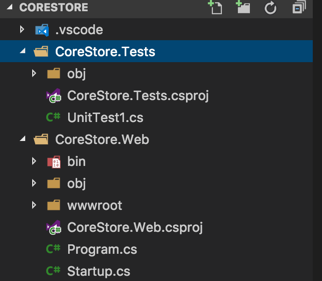 CORESTORE
.vscode
CoreStore.Tests
obj
CoreStore.Tests.csproj
C# UnitTest1.cs
CoreStore.Web
bin
obj
wwwroot
CoreStore.Web.csproj
C# Program.cs
C# Startup.cs